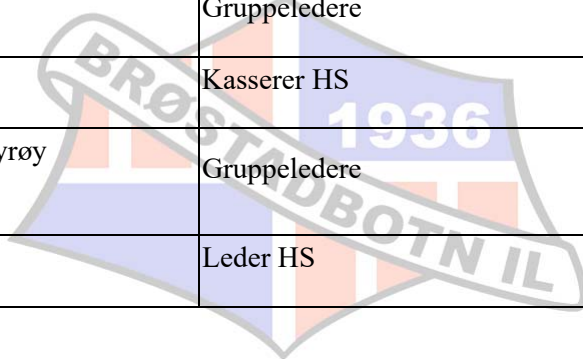 Gruppeledere
Kasserer HS
yrøy
Gruppeledere
Leder HS
BRØSTADBOTN IL
1936